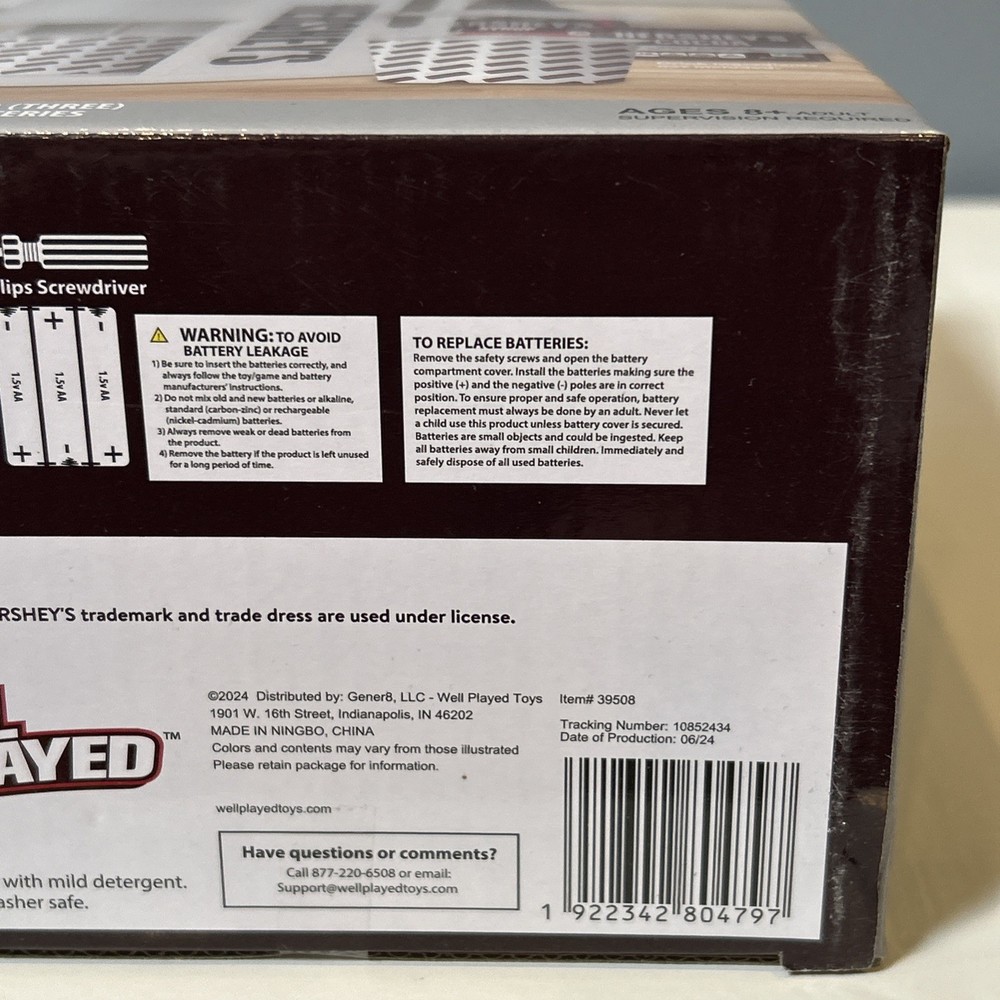 (THREE)
ERIES
AGES 8+ ADULT
SUPERVISION REQUIRED
lips Screwdriver
- + -
1.5v AA 1.5v AA 1.5v AA
+ - +
WARNING: TO AVOID
BATTERY LEAKAGE
1) Be sure to insert the batteries correctly, and
always follow the toy/game and battery
manufacturers' instructions.
2) Do not mix old and new batteries or alkaline,
standard (carbon-zinc) or rechargeable
(nickel-cadmium) batteries.
3) Always remove weak or dead batteries from
the product.
4) Remove the battery if the product is left unused
for a long period of time.
TO REPLACE BATTERIES:
Remove the safety screws and open the battery
compartment cover. Install the batteries making sure the
positive (+) and the negative (-) poles are in correct
position. To ensure proper and safe operation, battery
replacement must always be done by an adult. Never let
a child use this product unless battery cover is secured.
Batteries are small objects and could be ingested. Keep
all batteries away from small children. Immediately and
safely dispose of all used batteries.
RSHEY'S trademark and trade dress are used under license.
AYED™
with mild detergent.
asher safe.
©2024 Distributed by: Gener8, LLC - Well Played Toys
1901 W. 16th Street, Indianapolis, IN 46202
MADE IN NINGBO, CHINA
Colors and contents may vary from those illustrated
Please retain package for information.
wellplayedtoys.com
Have questions or comments?
Call 877-220-6508 or email:
Support@wellplayedtoys.com
Item# 39508
Tracking Number: 10852434
Date of Production: 06/24
1 922342 804797